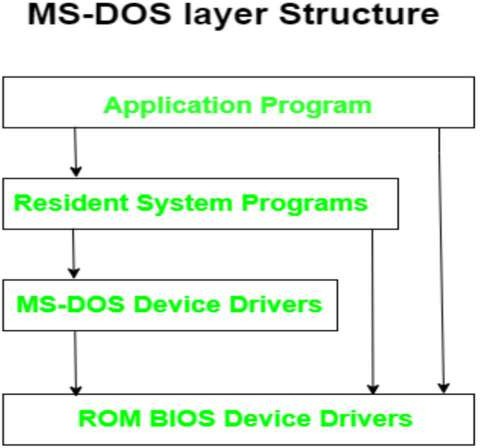 MS-DOS layer Structure
Application Program
Resident System Programs
MS-DOS Device Drivers
ROM BIOS Device Drivers